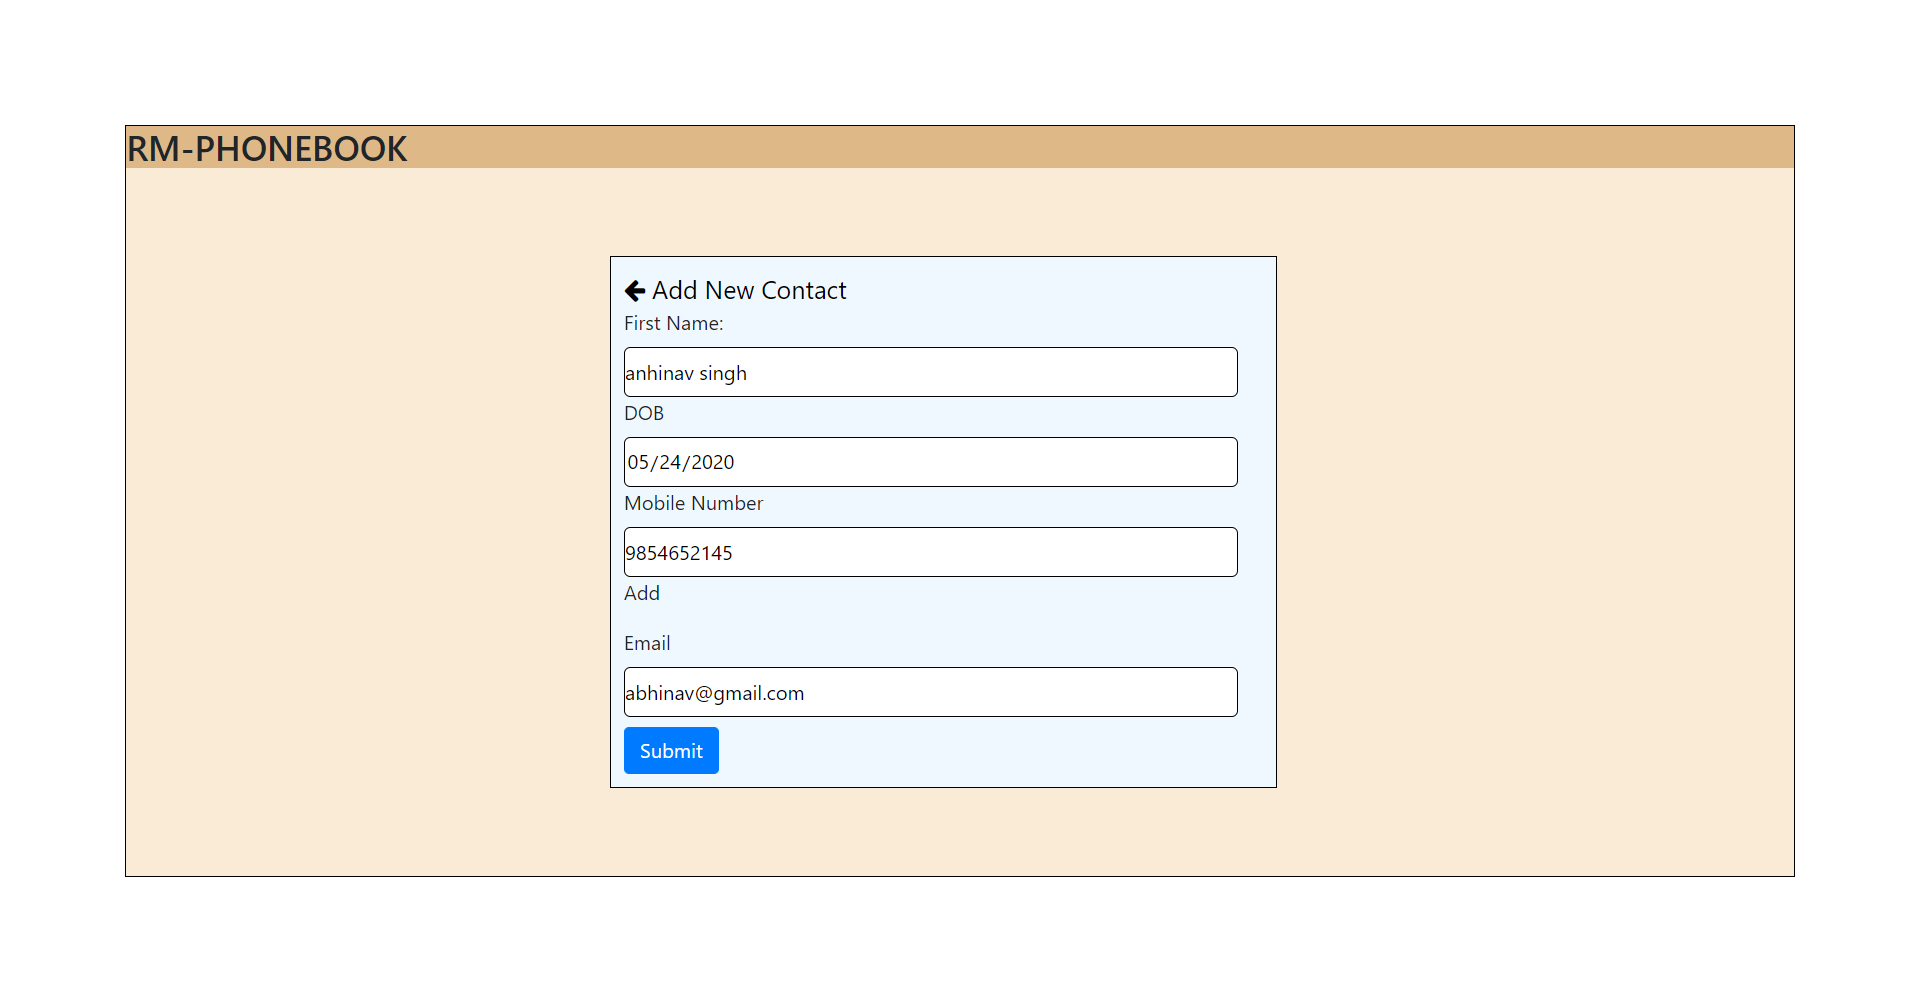 RM-PHONEBOOK
Add New Contact
First Name:
anhinav singh
DOB
05/24/2020
Mobile Number
9854652145
Add
Email
abhinav@gmail.com
Submit